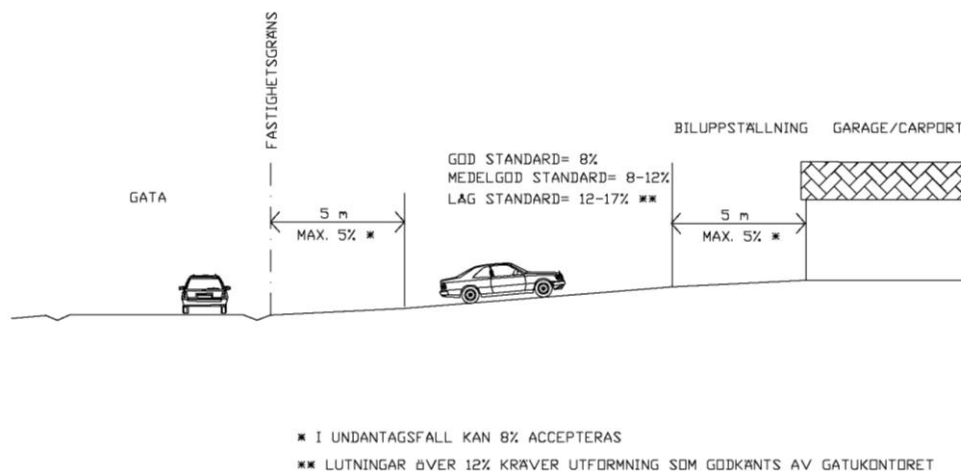 FASTIGHETSGRÄNS
BILUPPSTÄLLNING GARAGE/CARPORT
GATA
GOD STANDARD= 8%
MEDELGOD STANDARD= 8-12%
LÅG STANDARD= 12-17% **
5 m
MAX. 5% *
5 m
MAX. 5% *
* I UNDANTAGSFALL KAN 8% ACCEPTERAS
** LUTNINGAR ÖVER 12% KRÄVER UTFORMNING SOM GODKÄNTS AV GATUKONTORET